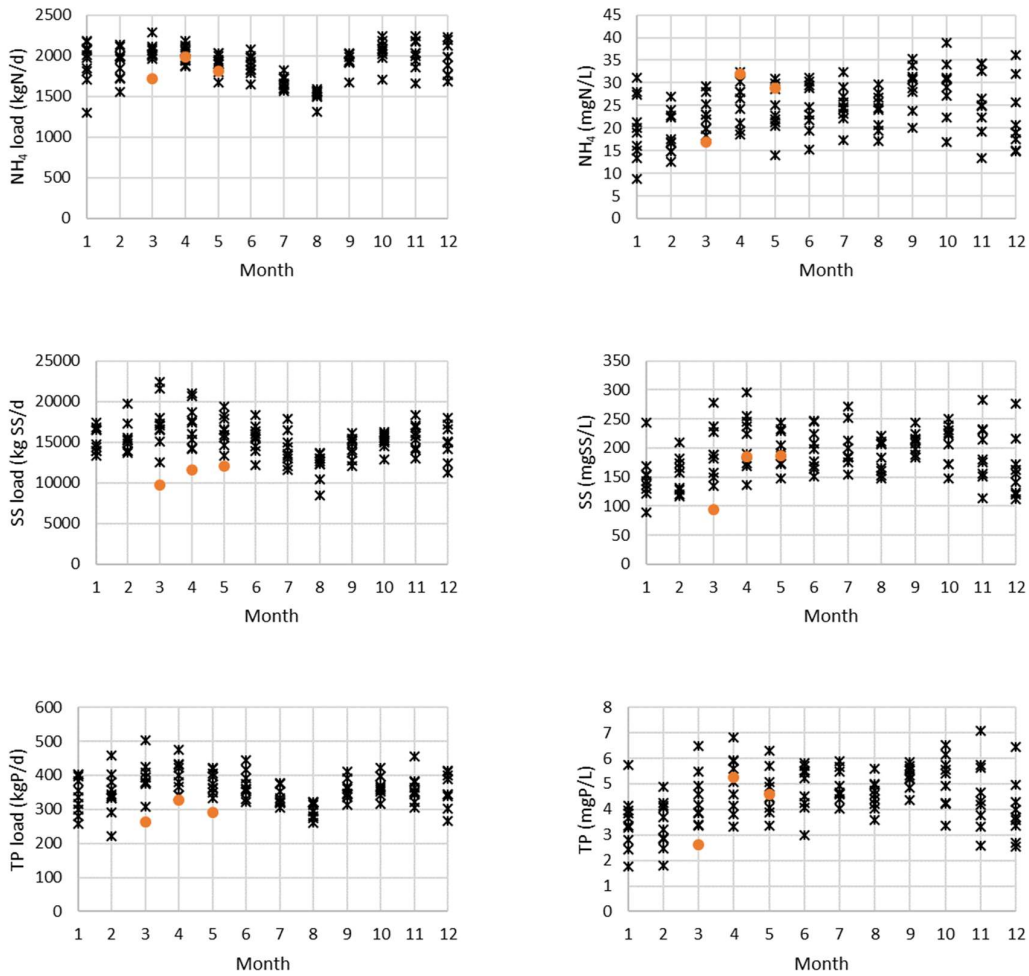 NH₄ load (kgN/d)
2500
2000
1500
1000
500
0
1 2 3 4 5 6 7 8 9 10 11 12
Month
NH₄ (mgN/L)
45
40
35
30
25
20
15
10
5
0
1 2 3 4 5 6 7 8 9 10 11 12
Month
SS load (kg SS/d
25000
20000
15000
10000
5000
0
1 2 3 4 5 6 7 8 9 10 11 12
Month
SS (mgSS/L)
350
300
250
200
150
100
50
0
1 2 3 4 5 6 7 8 9 10 11 12
Month
TP load (kgP/d)
600
500
400
300
200
100
0
1 2 3 4 5 6 7 8 9 10 11 12
Month
TP (mgP/L)
8
7
6
5
4
3
2
1
0
1 2 3 4 5 6 7 8 9 10 11 12
Month